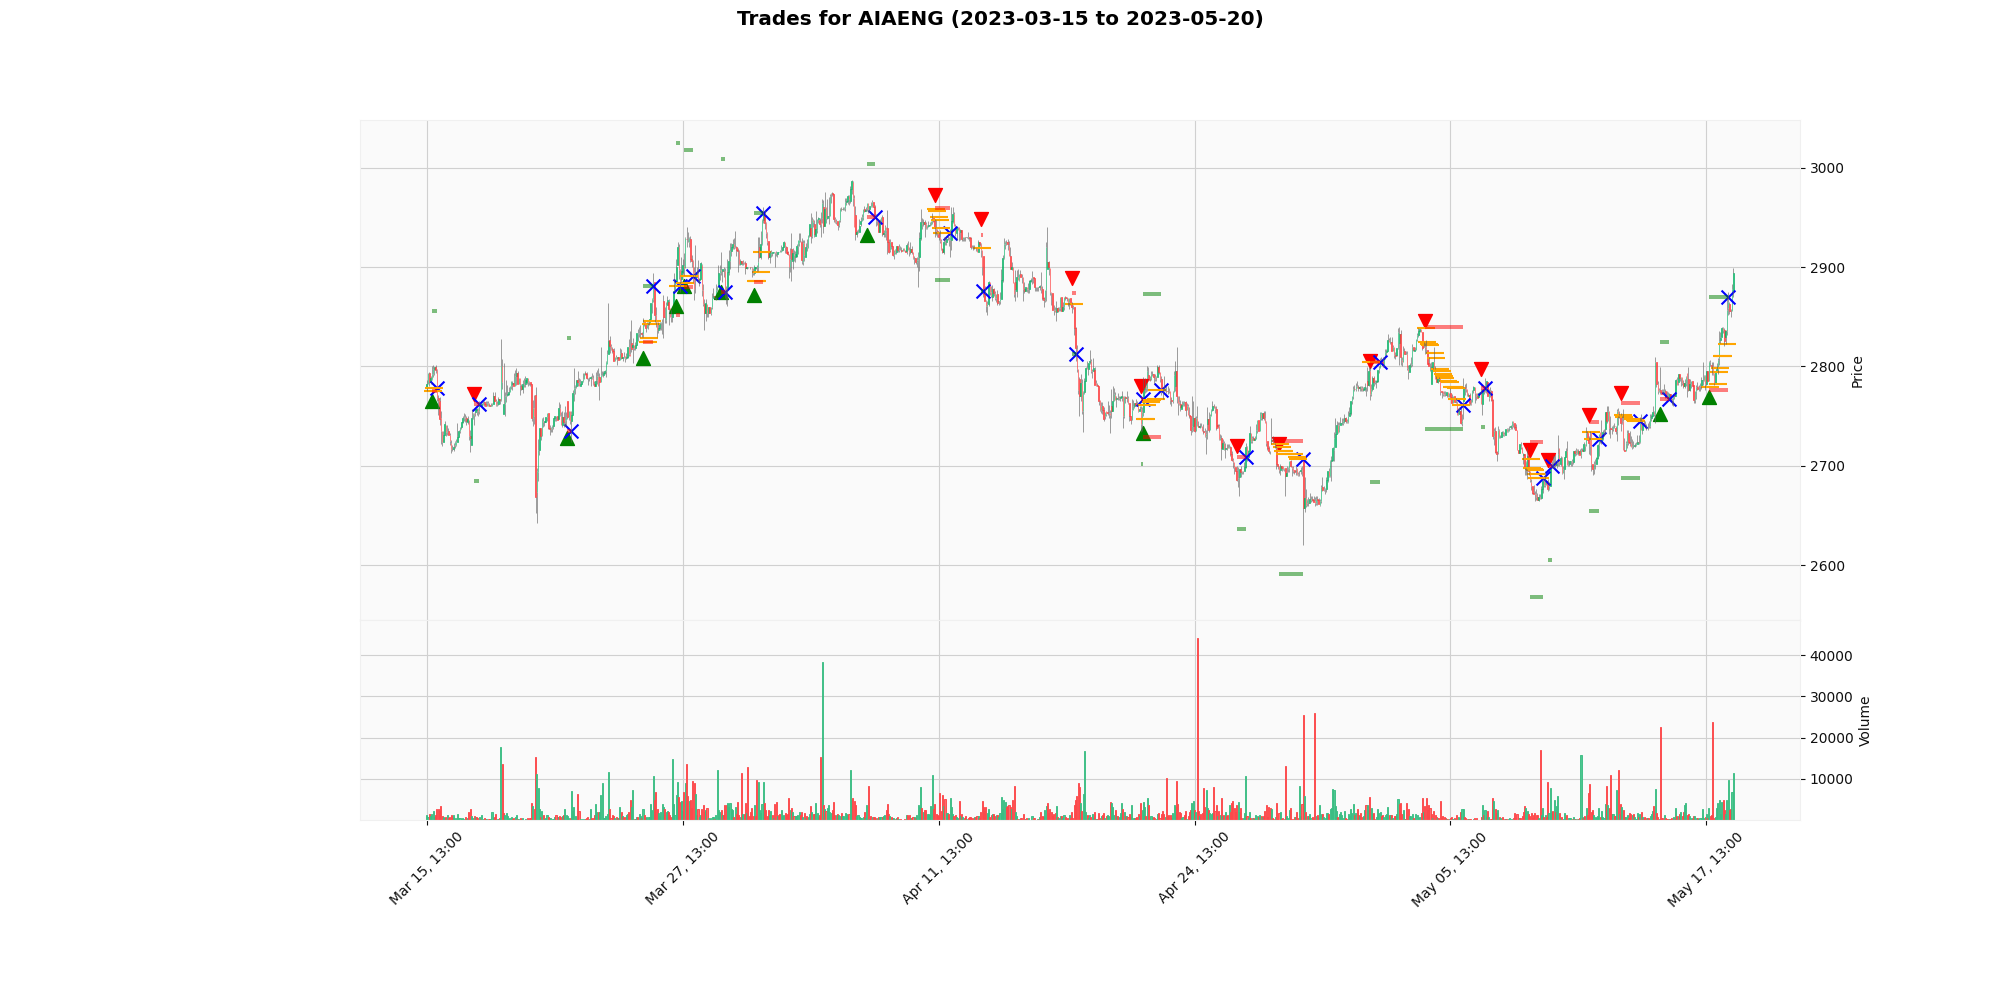 Trades for AIAENG (2023-03-15 to 2023-05-20)
3000
2900
2800
2700
2600
Price
40000
30000
20000
10000
Volume
Mar 15, 13:00
Mar 27, 13:00
Apr 11, 13:00
Apr 24, 13:00
May 05, 13:00
May 17, 13:00